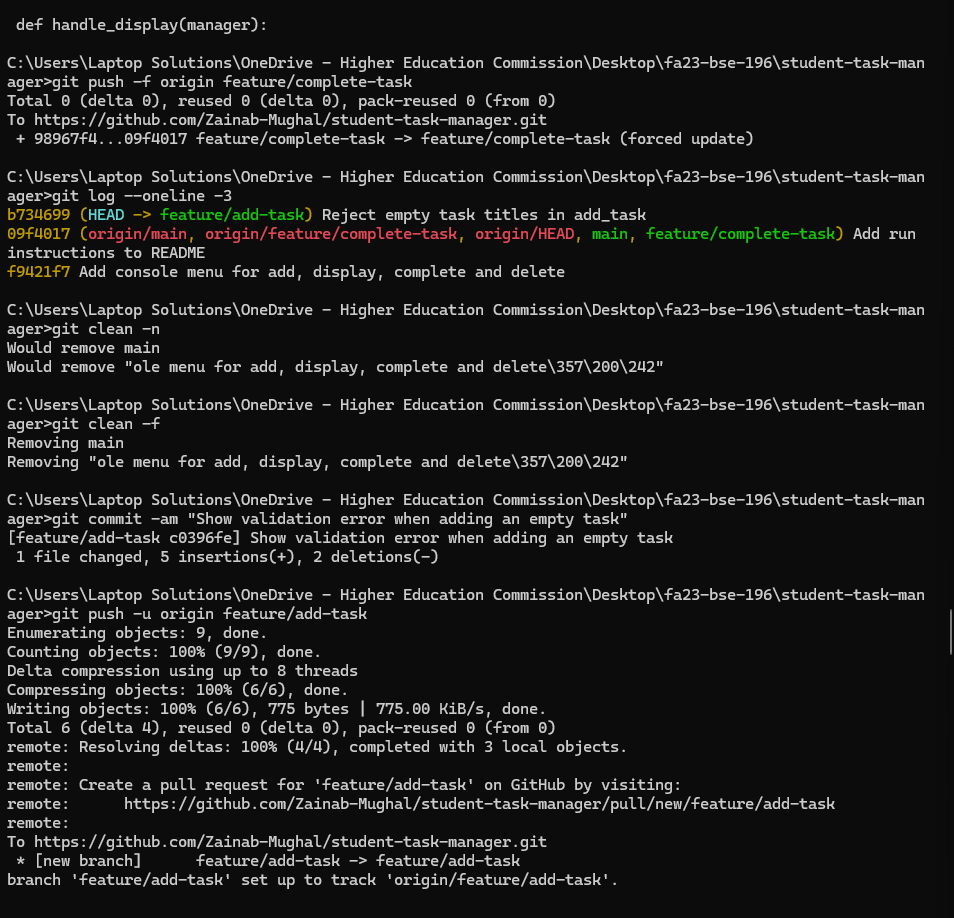 def handle_display(manager):
C:\Users\Laptop Solutions\OneDrive - Higher Education Commission\Desktop\fa23-bse-196\student-task-man
ager>git push -f origin feature/complete-task
Total 0 (delta 0), reused 0 (delta 0), pack-reused 0 (from 0)
To https://github.com/Zainab-Mughal/student-task-manager.git
 + 98967f4...09f4017 feature/complete-task -> feature/complete-task (forced update)
C:\Users\Laptop Solutions\OneDrive - Higher Education Commission\Desktop\fa23-bse-196\student-task-man
ager>git log --oneline -3
b734699 (HEAD -> feature/add-task) Reject empty task titles in add_task
09f4017 (origin/main, origin/feature/complete-task, origin/HEAD, main, feature/complete-task) Add run
instructions to README
f9421f7 Add console menu for add, display, complete and delete
C:\Users\Laptop Solutions\OneDrive - Higher Education Commission\Desktop\fa23-bse-196\student-task-man
ager>git clean -n
Would remove main
Would remove "ole menu for add, display, complete and delete\357\200\242"
C:\Users\Laptop Solutions\OneDrive - Higher Education Commission\Desktop\fa23-bse-196\student-task-man
ager>git clean -f
Removing main
Removing "ole menu for add, display, complete and delete\357\200\242"
C:\Users\Laptop Solutions\OneDrive - Higher Education Commission\Desktop\fa23-bse-196\student-task-man
ager>git commit -am "Show validation error when adding an empty task"
[feature/add-task c0396fe] Show validation error when adding an empty task
 1 file changed, 5 insertions(+), 2 deletions(-)
C:\Users\Laptop Solutions\OneDrive - Higher Education Commission\Desktop\fa23-bse-196\student-task-man
ager>git push -u origin feature/add-task
Enumerating objects: 9, done.
Counting objects: 100% (9/9), done.
Delta compression using up to 8 threads
Compressing objects: 100% (6/6), done.
Writing objects: 100% (6/6), 775 bytes | 775.00 KiB/s, done.
Total 6 (delta 4), reused 0 (delta 0), pack-reused 0 (from 0)
remote: Resolving deltas: 100% (4/4), completed with 3 local objects.
remote:
remote: Create a pull request for 'feature/add-task' on GitHub by visiting:
remote:      https://github.com/Zainab-Mughal/student-task-manager/pull/new/feature/add-task
remote:
To https://github.com/Zainab-Mughal/student-task-manager.git
 * [new branch]      feature/add-task -> feature/add-task
branch 'feature/add-task' set up to track 'origin/feature/add-task'.